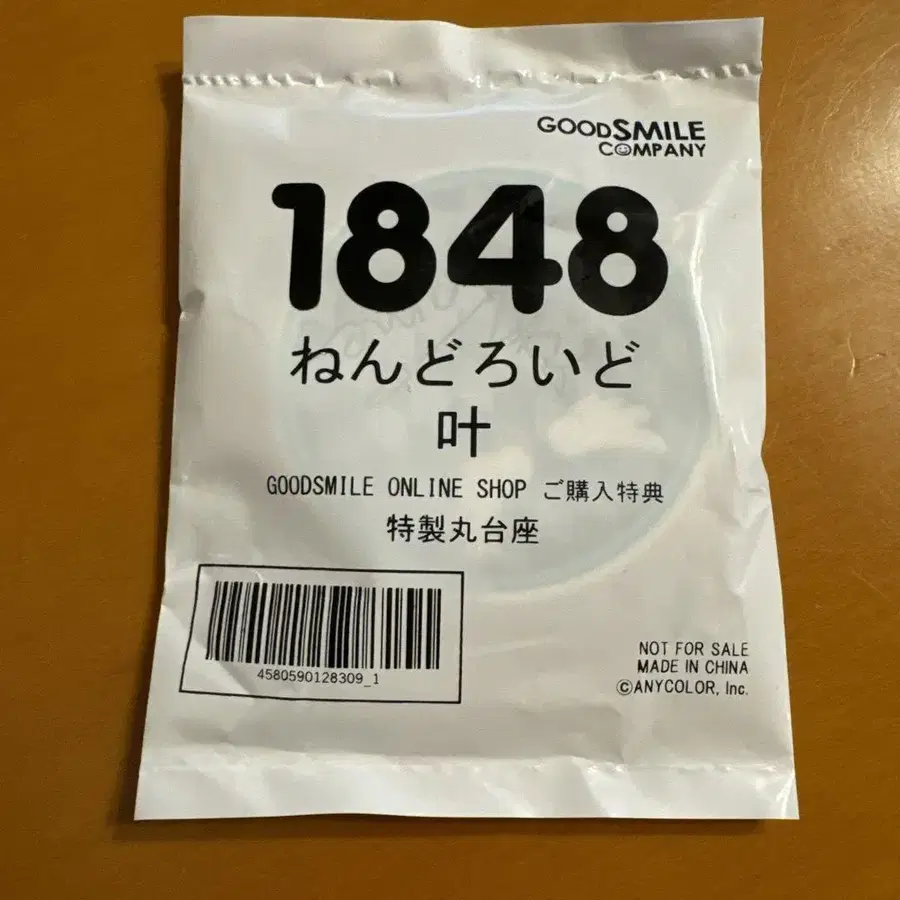 GOODSMILE
COMPANY
1848
ねんどろいど
叶
GOODSMILE ONLINE SHOP ご購入特典
特製丸台座
4580590128309_1
NOT FOR SALE
MADE IN CHINA
©ANYCOLOR, Inc.